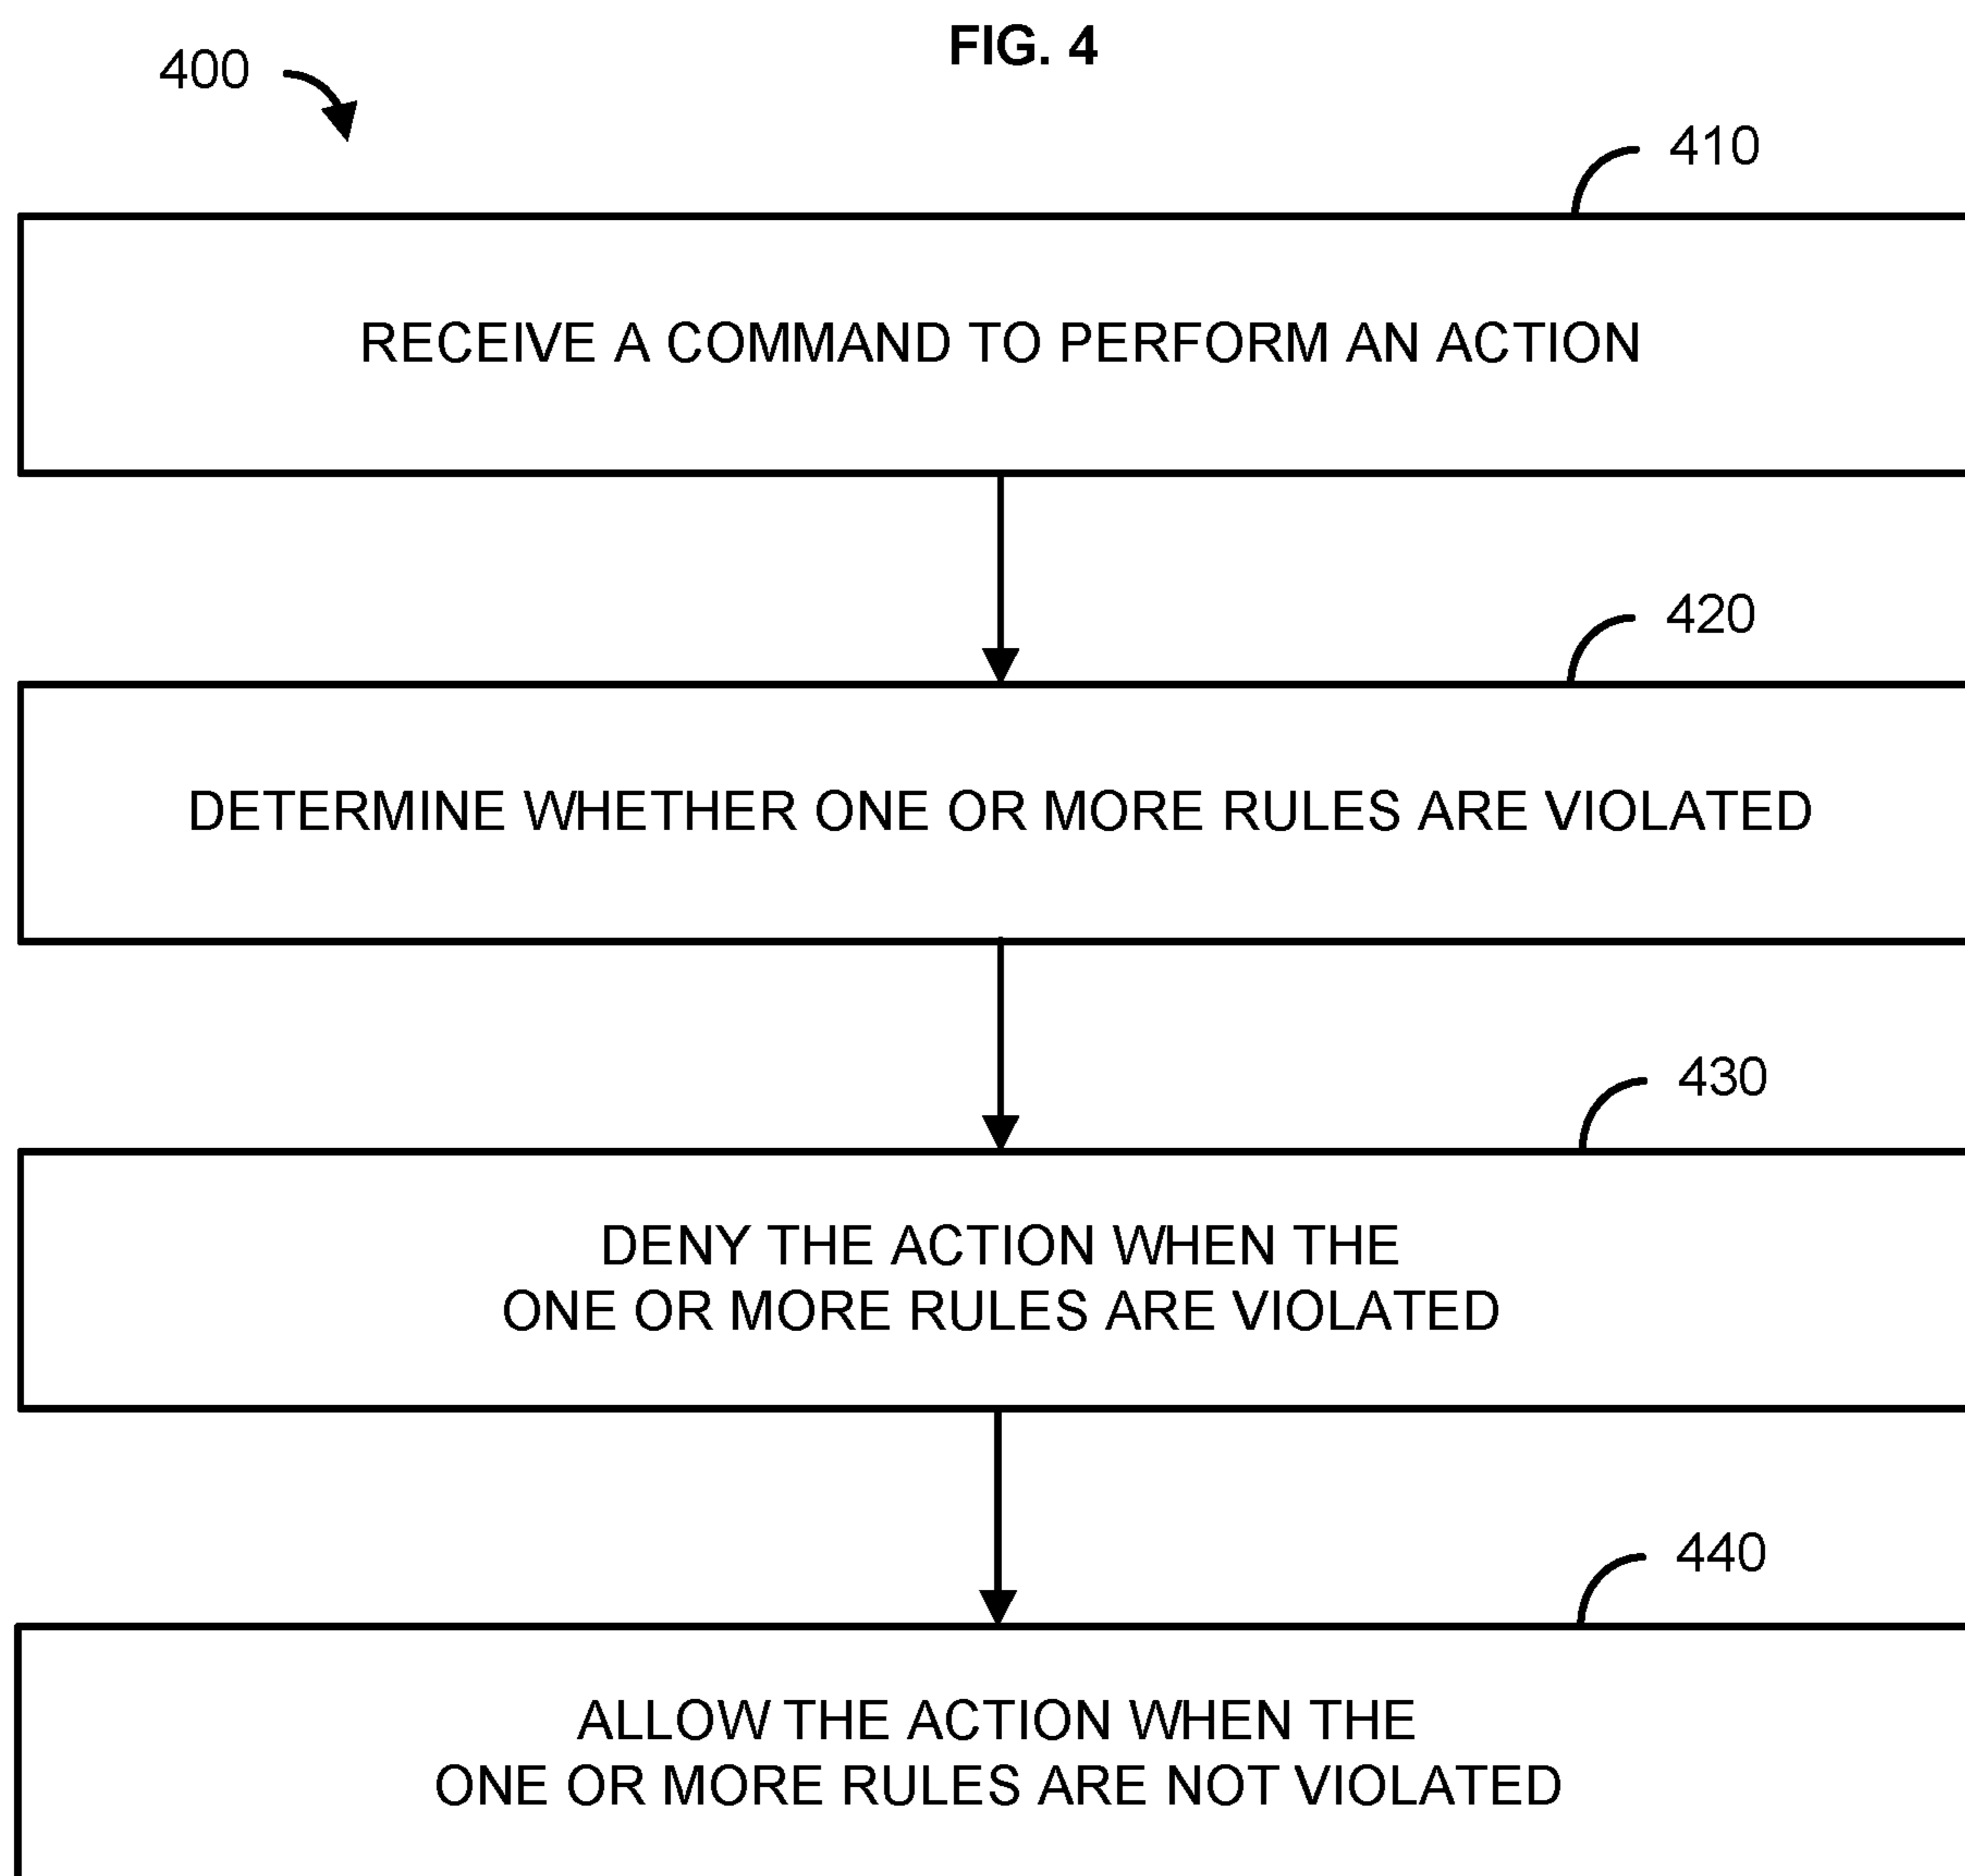 FIG. 4
400
410
RECEIVE A COMMAND TO PERFORM AN ACTION
420
DETERMINE WHETHER ONE OR MORE RULES ARE VIOLATED
430
DENY THE ACTION WHEN THE
ONE OR MORE RULES ARE VIOLATED
440
ALLOW THE ACTION WHEN THE
ONE OR MORE RULES ARE NOT VIOLATED